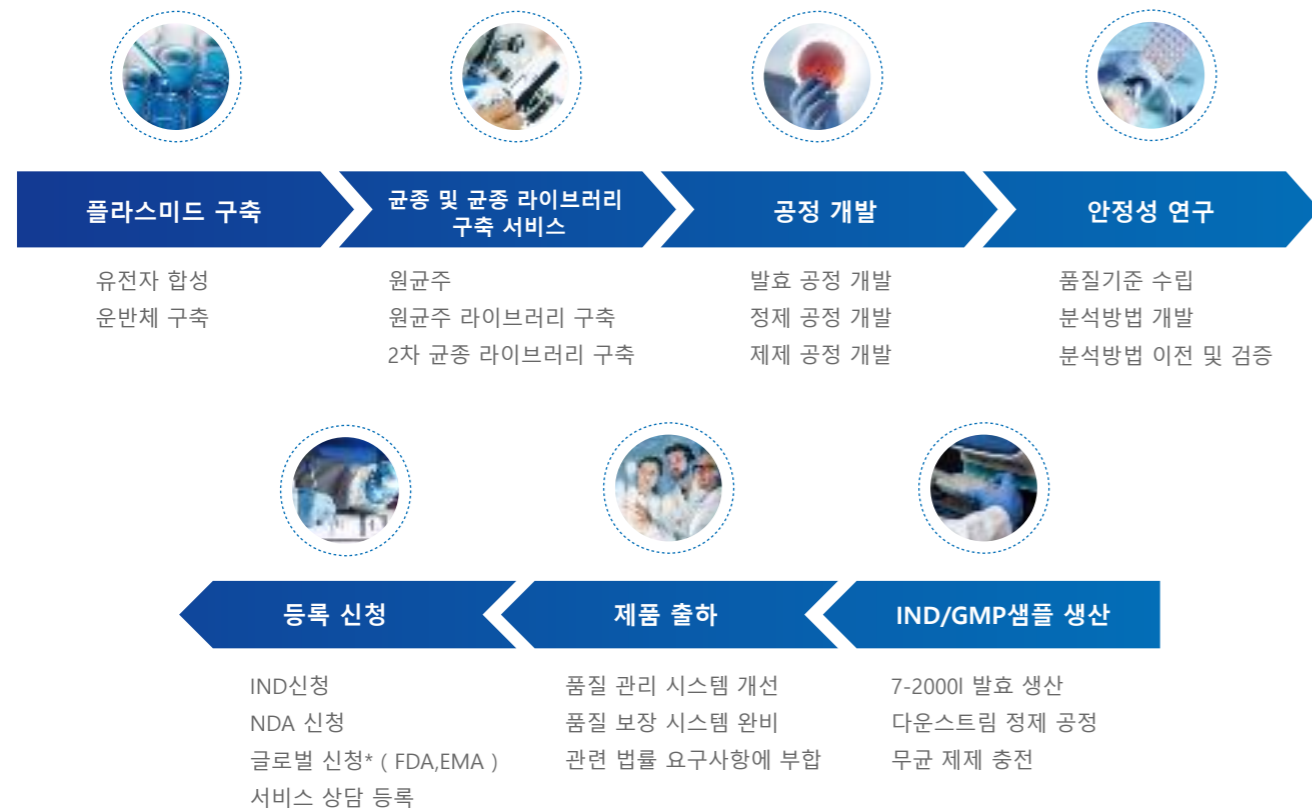 플라스미드 구축
균종 및 균종 라이브러리
구축 서비스
공정 개발
안정성 연구
유전자 합성
운반체 구축
원균주
원균주 라이브러리 구축
2차 균종 라이브러리 구축
발효 공정 개발
정제 공정 개발
제제 공정 개발
품질기준 수립
분석방법 개발
분석방법 이전 및 검증
등록 신청
제품 출하
IND/GMP샘플 생산
IND신청
NDA 신청
글로벌 신청* ( FDA,EMA )
서비스 상담 등록
품질 관리 시스템 개선
품질 보장 시스템 완비
관련 법률 요구사항에 부합
7-2000l 발효 생산
다운스트림 정제 공정
무균 제제 충전